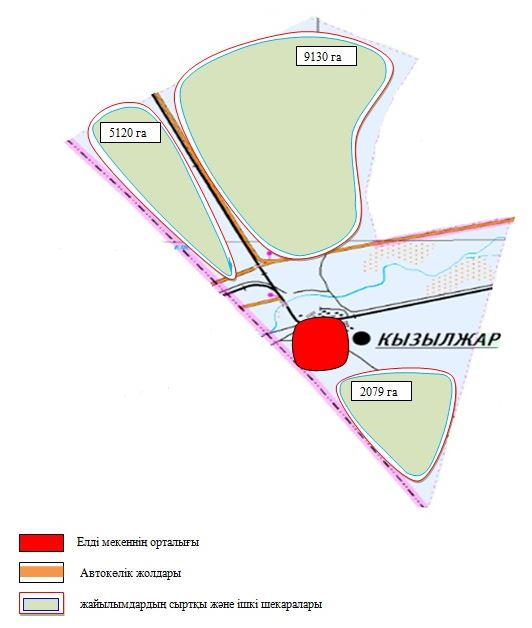 9130 га
5120 га
КЫЗЫЛЖАР
2079 га
Елді мекеннің орталығы
Автокөлік жолдары
жайылымдардың сыртқы және ішкі шекаралары